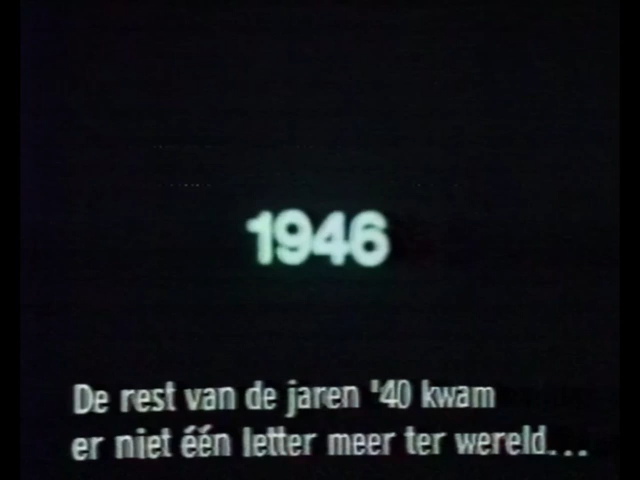 1946
De rest van de jaren '40 kwam
er niet één letter meer ter wereld...